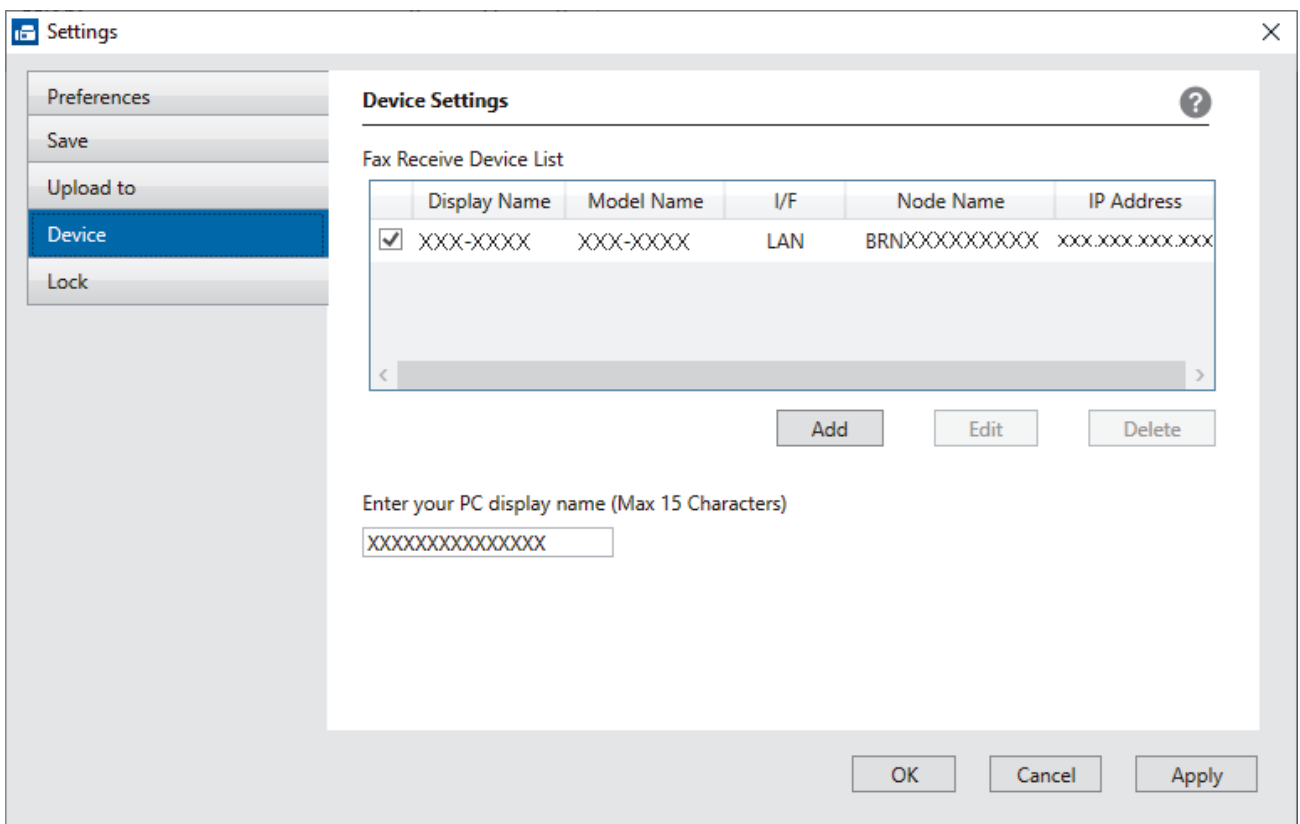 Settings
Preferences
Save
Upload to
Device
Lock
Device Settings
Fax Receive Device List
Display Name Model Name I/F Node Name IP Address
XXX-XXXX XXX-XXXX LAN BRNXXXXXXXXX XXX.XXX.XXX.XXX
Add Edit Delete
Enter your PC display name (Max 15 Characters)
XXXXXXXXXXXXXXX
OK Cancel Apply